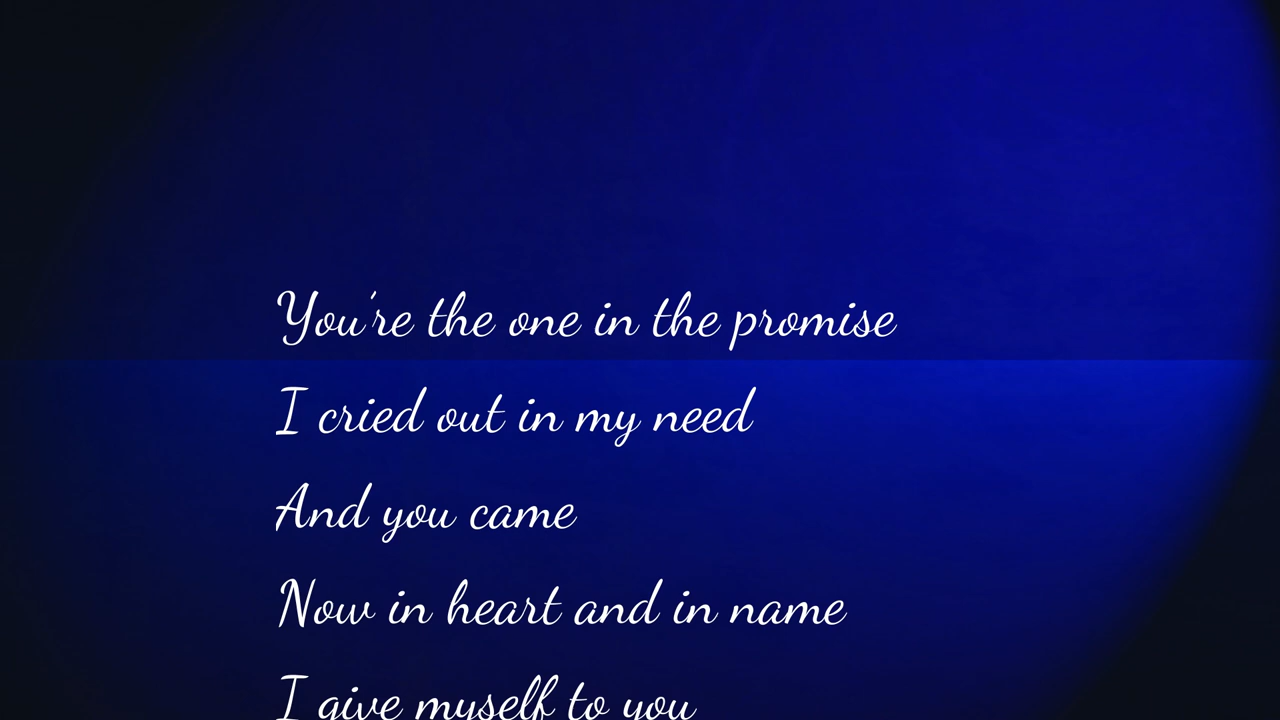 You're the one in the promise
I cried out in my need
And you came
Now in heart and in name
I give myself to you